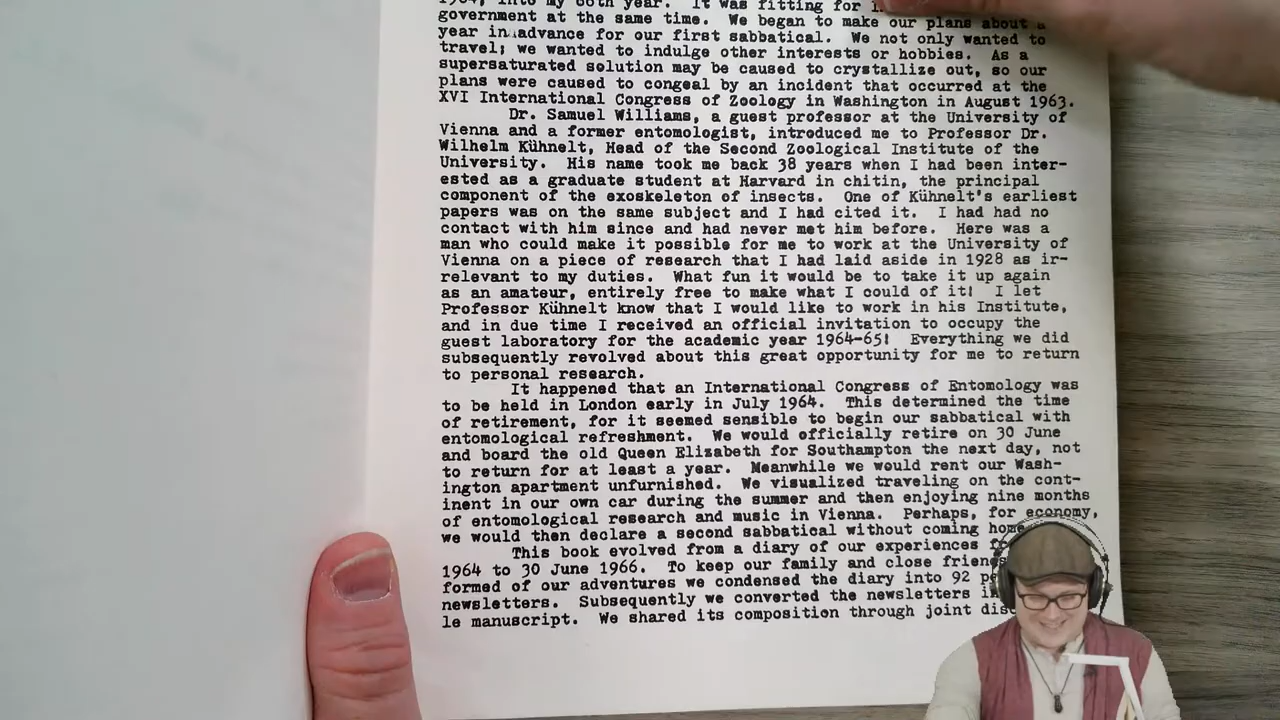 1964, into my 66th year. It was fitting for
government at the same time. We began to make our plans about a
year in advance for our first sabbatical. We not only wanted to
travel; we wanted to indulge other interests or hobbies. As a
supersaturated solution may be caused to crystallize out, so our
plans were caused to congeal by an incident that occurred at the
XVI International Congress of Zoology in Washington in August 1963.
Dr. Samuel Williams, a guest professor at the University of
Vienna and a former entomologist, introduced me to Professor Dr.
Wilhelm Kühnelt, Head of the Second Zoological Institute of the
University. His name took me back 38 years when I had been inter-
ested as a graduate student at Harvard in chitin, the principal
component of the exoskeleton of insects. One of Kühnelt's earliest
papers was on the same subject and I had cited it. I had had no
contact with him since and had never met him before. Here was a
man who could make it possible for me to work at the University of
Vienna on a piece of research that I had laid aside in 1928 as ir-
relevant to my duties. What fun it would be to take it up again
as an amateur, entirely free to make what I could of it! I let
Professor Kühnelt know that I would like to work in his Institute,
and in due time I received an official invitation to occupy the
guest laboratory for the academic year 1964-65! Everything we did
subsequently revolved about this great opportunity for me to return
to personal research.
It happened that an International Congress of Entomology was
to be held in London early in July 1964. This determined the time
of retirement, for it seemed sensible to begin our sabbatical with
entomological refreshment. We would officially retire on 30 June
and board the old Queen Elizabeth for Southampton the next day, not
to return for at least a year. Meanwhile we would rent our Wash-
ington apartment unfurnished. We visualized traveling on the cont-
inent in our own car during the summer and then enjoying nine months
of entomological research and music in Vienna. Perhaps, for economy,
we would then declare a second sabbatical without coming home
This book evolved from a diary of our experiences
1964 to 30 June 1966. To keep our family and close
formed of our adventures we condensed the diary into 92
newsletters. Subsequently we converted the newsletters
le manuscript. We shared its composition through joint